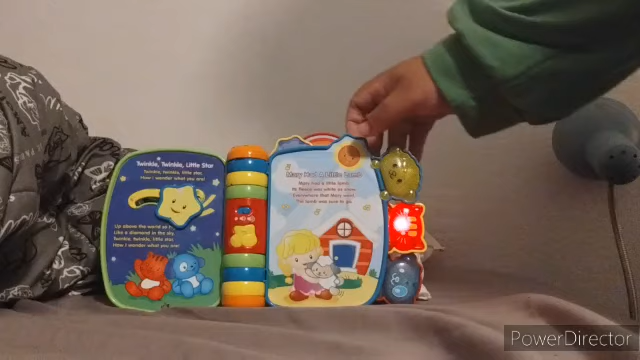 Twinkle, Twinkle, Little Star
Twinkle, twinkle, little star,
How I wonder what you are!
Up above the world so
Like a diamond in the sky,
Twinkle, twinkle, little star,
How I wonder what you are!
Mary Had a Little Lamb
Mary had a little lamb,
Its fleece was white as snow,
Everywhere that Mary went,
The lamb was sure to go.
PowerDirector